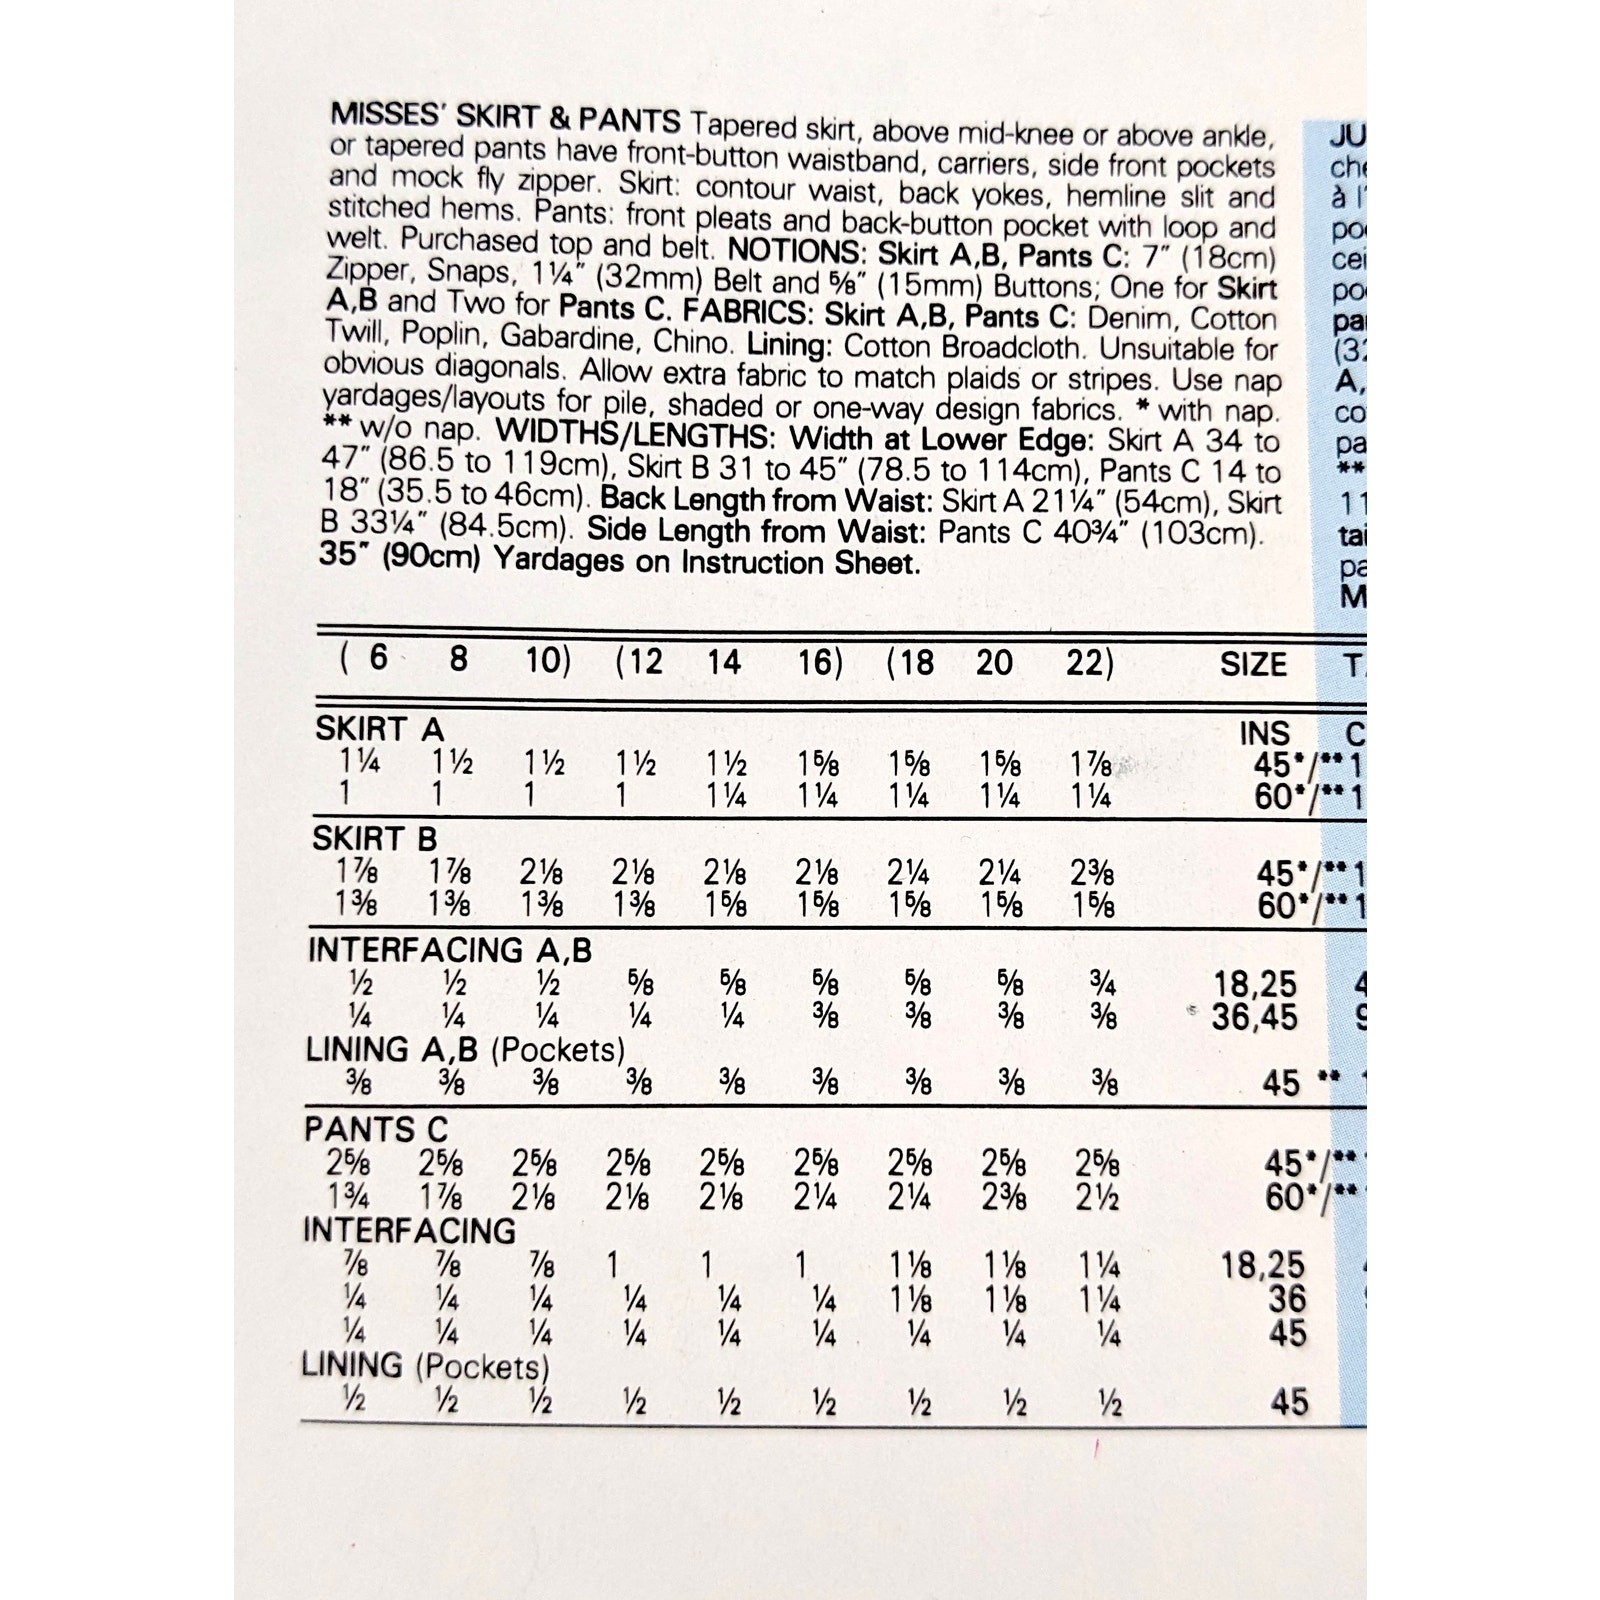 MISSES' SKIRT & PANTS Tapered skirt, above mid-knee or above ankle,
or tapered pants have front-button waistband, carriers, side front pockets
and mock fly zipper. Skirt: contour waist, back yokes, hemline slit and
stitched hems. Pants: front pleats and back-button pocket with loop and
welt. Purchased top and belt. NOTIONS: Skirt A,B, Pants C: 7" (18cm)
Zipper, Snaps, 1¼" (32mm) Belt and ⅝" (15mm) Buttons; One for Skirt
A,B and Two for Pants C. FABRICS: Skirt A,B, Pants C: Denim, Cotton
Twill, Poplin, Gabardine, Chino. Lining: Cotton Broadcloth. Unsuitable for
obvious diagonals. Allow extra fabric to match plaids or stripes. Use nap
yardages/layouts for pile, shaded or one-way design fabrics. * with nap.
** w/o nap. WIDTHS/LENGTHS: Width at Lower Edge: Skirt A 34 to
47" (86.5 to 119cm), Skirt B 31 to 45" (78.5 to 114cm), Pants C 14 to
18" (35.5 to 46cm). Back Length from Waist: Skirt A 21¼" (54cm), Skirt
B 33¼" (84.5cm). Side Length from Waist: Pants C 40¾" (103cm).
35" (90cm) Yardages on Instruction Sheet.
( 6 8 10) (12 14 16) (18 20 22) SIZE
SKIRT A INS
1¼ 1½ 1½ 1½ 1½ 1⅝ 1⅝ 1⅝ 1⅞ 45*/**
1 1 1 1 1¼ 1¼ 1¼ 1¼ 1¼ 60*/**
SKIRT B
1⅞ 1⅞ 2⅛ 2⅛ 2⅛ 2⅛ 2¼ 2¼ 2⅜ 45*/**
1⅜ 1⅜ 1⅜ 1⅜ 1⅝ 1⅝ 1⅝ 1⅝ 1⅝ 60*/**
INTERFACING A,B
½ ½ ½ ⅝ ⅝ ⅝ ⅝ ⅝ ¾ 18,25
¼ ¼ ¼ ¼ ¼ ⅜ ⅜ ⅜ ⅜ 36,45
LINING A,B (Pockets)
⅜ ⅜ ⅜ ⅜ ⅜ ⅜ ⅜ ⅜ ⅜ 45 **
PANTS C
2⅝ 2⅝ 2⅝ 2⅝ 2⅝ 2⅝ 2⅝ 2⅝ 2⅝ 45*/**
1¾ 1⅞ 2⅛ 2⅛ 2⅛ 2¼ 2¼ 2⅜ 2½ 60*/**
INTERFACING
⅞ ⅞ ⅞ 1 1 1 1⅛ 1⅛ 1¼ 18,25
¼ ¼ ¼ ¼ ¼ ¼ 1⅛ 1⅛ 1¼ 36
¼ ¼ ¼ ¼ ¼ ¼ ¼ ¼ ¼ 45
LINING (Pockets)
½ ½ ½ ½ ½ ½ ½ ½ ½ 45